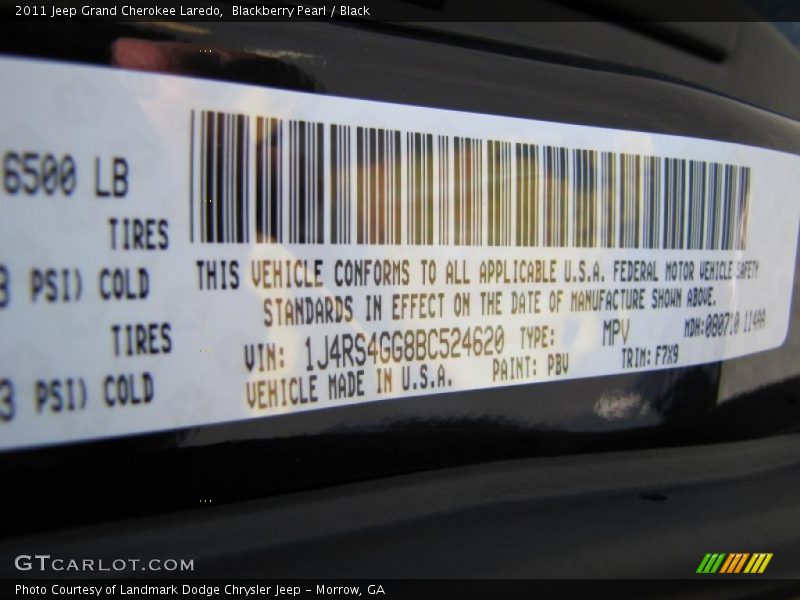 2011 Jeep Grand Cherokee Laredo,  Blackberry Pearl / Black
6500 LB
TIRES
3 PSI) COLD
TIRES
3 PSI) COLD
THIS VEHICLE CONFORMS TO ALL APPLICABLE U.S.A. FEDERAL MOTOR VEHICLE SAFETY
STANDARDS IN EFFECT ON THE DATE OF MANUFACTURE SHOWN ABOVE.
VIN: 1J4RS4GG8BC524620 TYPE: MPV MDH:080710 114AA
VEHICLE MADE IN U.S.A. PAINT: PBV TRIM: F7X9
GTCARLOT.COM
Photo Courtesy of Landmark Dodge Chrysler Jeep - Morrow, GA